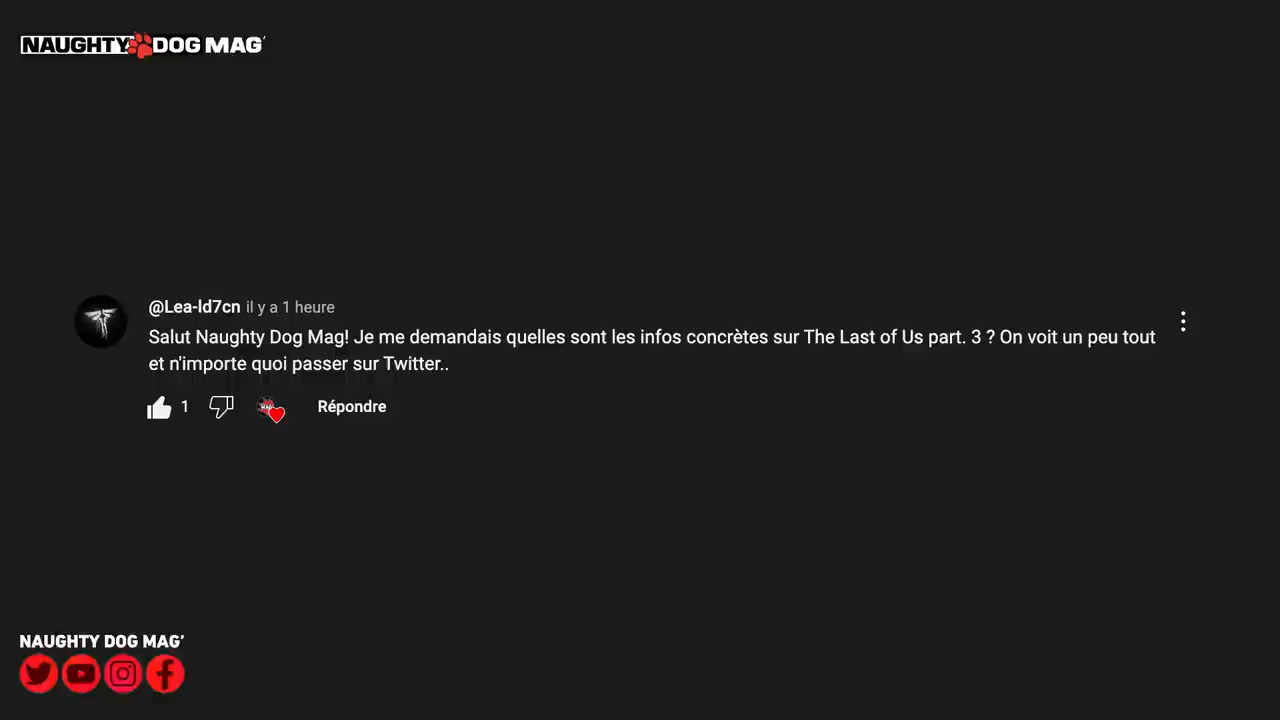 NAUGHTY DOG MAG'
@Lea-ld7cn il y a 1 heure
Salut Naughty Dog Mag! Je me demandais quelles sont les infos concrètes sur The Last of Us part. 3 ? On voit un peu tout
et n'importe quoi passer sur Twitter..
1 Répondre
NAUGHTY DOG MAG'